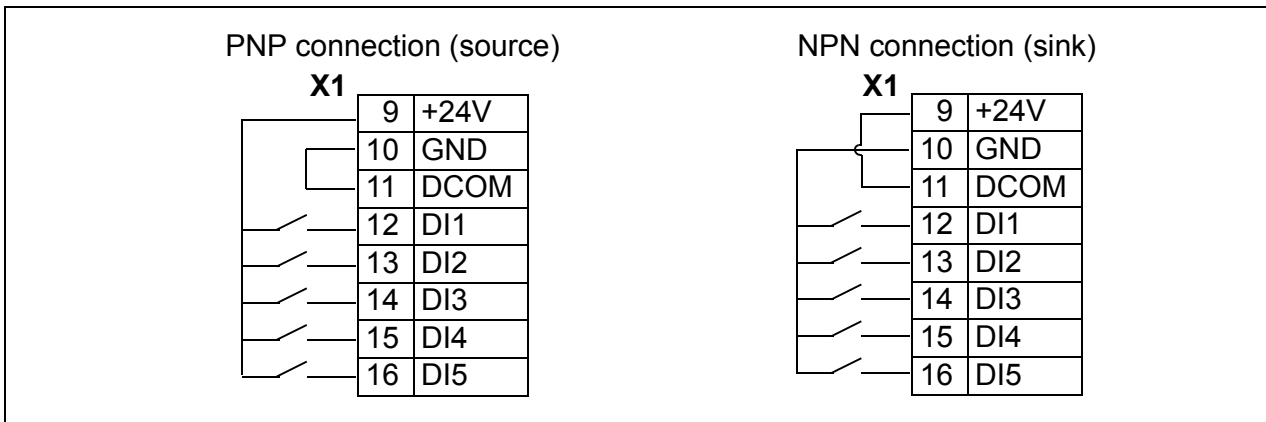 PNP connection (source)
X1
9 +24V
10 GND
11 DCOM
12 DI1
13 DI2
14 DI3
15 DI4
16 DI5
NPN connection (sink)
X1
9 +24V
10 GND
11 DCOM
12 DI1
13 DI2
14 DI3
15 DI4
16 DI5